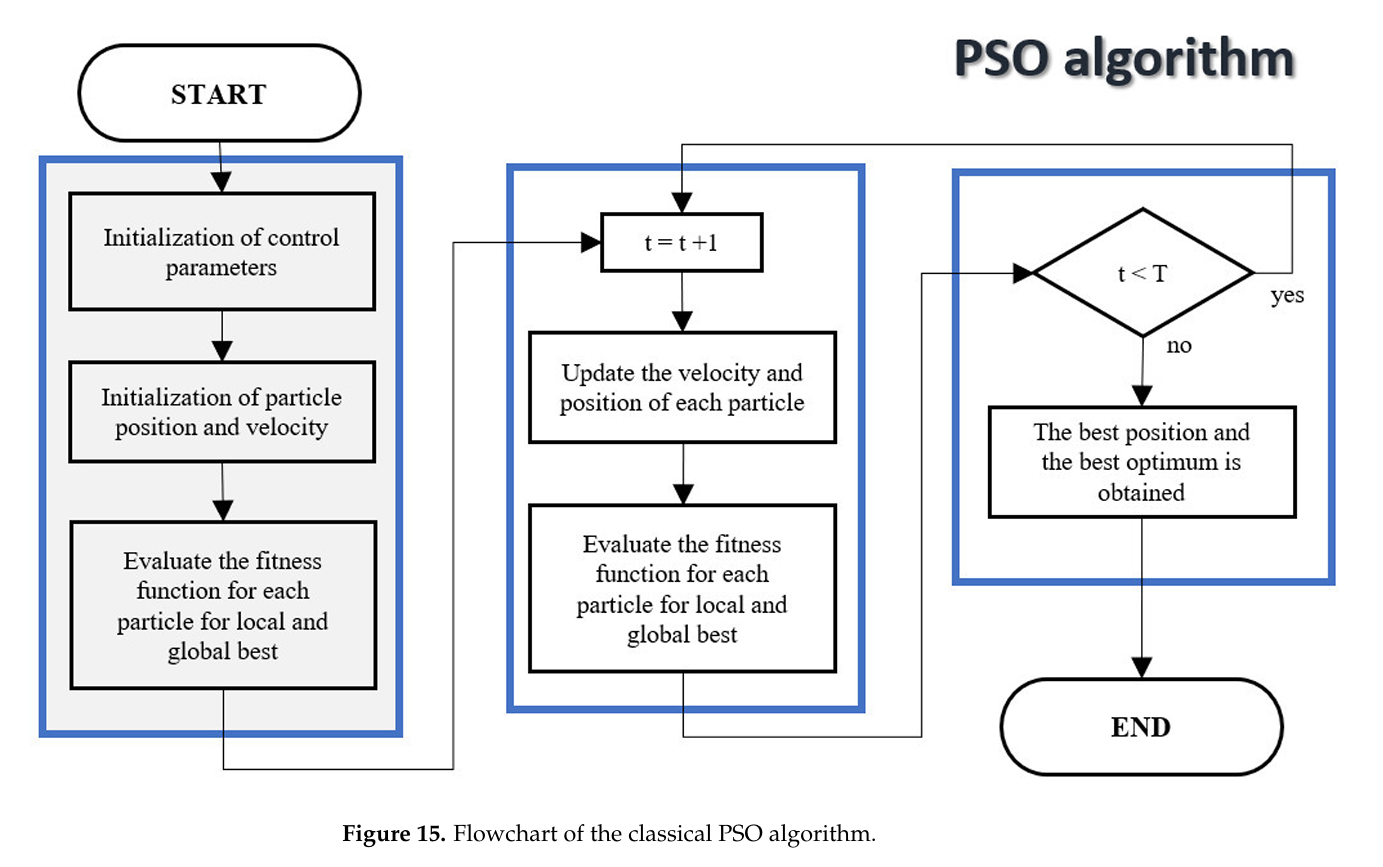 PSO algorithm
START
Initialization of control
parameters
Initialization of particle
position and velocity
Evaluate the fitness
function for each
particle for local and
global best
t = t +1
Update the velocity and
position of each particle
Evaluate the fitness
function for each
particle for local and
global best
t < T
yes
no
The best position and
the best optimum is
obtained
END
Figure 15. Flowchart of the classical PSO algorithm.